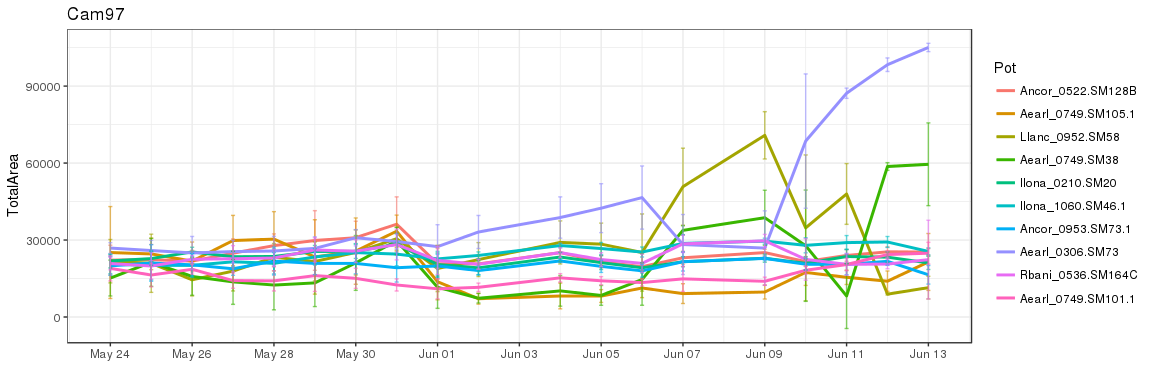 Cam97
TotalArea
90000
60000
30000
0
May 24 May 26 May 28 May 30 Jun 01 Jun 03 Jun 05 Jun 07 Jun 09 Jun 11 Jun 13
Pot
Ancor_0522.SM128B
Aearl_0749.SM105.1
Llanc_0952.SM58
Aearl_0749.SM38
Ilona_0210.SM20
Ilona_1060.SM46.1
Ancor_0953.SM73.1
Aearl_0306.SM73
Rbani_0536.SM164C
Aearl_0749.SM101.1